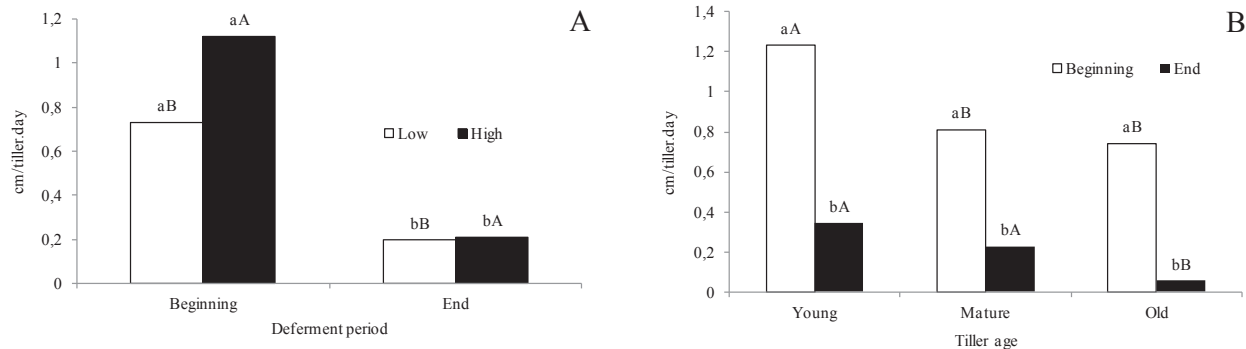 A
1,2
1
0,8
0,6
0,4
0,2
0
cm/tiller.day
aB
aA
bB
bA
Low
High
Beginning
End
Deferment period
B
1,4
1,2
1
0,8
0,6
0,4
0,2
0
cm/tiller.day
aA
bA
aB
bA
aB
bB
Beginning
End
Young
Mature
Old
Tiller age